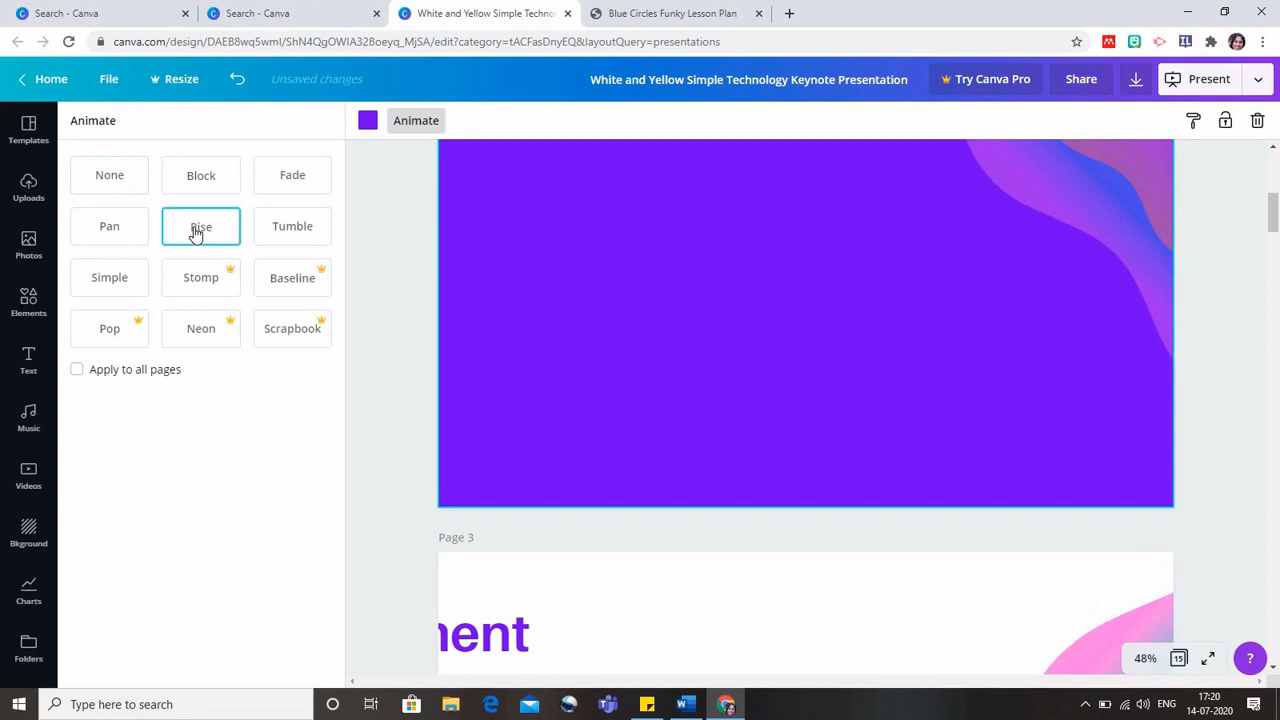 Search - Canva
Search - Canva
White and Yellow Simple Technolo
Blue Circles Funky Lesson Plan
canva.com/design/DAEB8wq5wmI/ShN4QgOWIA32Boeyq_MjSA/edit?category=tACFasDnyEQ&layoutQuery=presentations
Home
File
Resize
Unsaved changes
White and Yellow Simple Technology Keynote Presentation
Try Canva Pro
Share
Present
Templates
Uploads
Photos
Elements
Text
Music
Videos
Bkground
Charts
Folders
Animate
None
Block
Fade
Pan
Rise
Tumble
Simple
Stomp
Baseline
Pop
Neon
Scrapbook
Apply to all pages
Animate
Page 3
nent
48%
15
?
Type here to search
ENG
17:20
14-07-2020